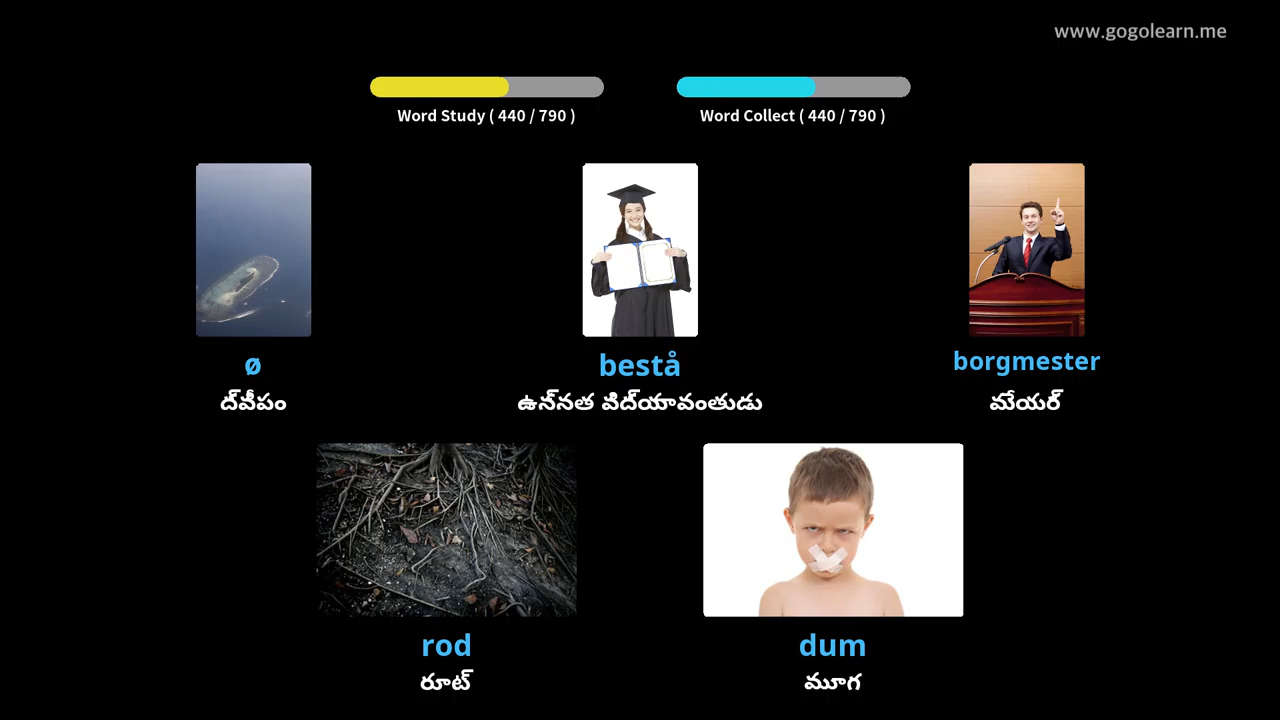 www.gogolearn.me
Word Study ( 440 / 790 )
Word Collect ( 440 / 790 )
ø
bestå
borgmester
ద్వీపం
ఉన్నత విద్యావంతుడు
మేయర్
rod
dum
రూట్
మూగ